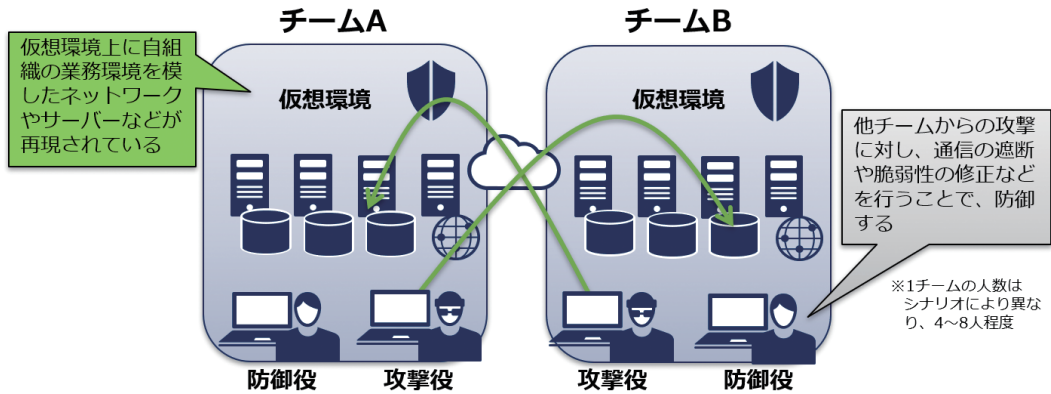 チームA
チームB
仮想環境上に自組
織の業務環境を模
したネットワーク
やサーバーなどが
再現されている
仮想環境
仮想環境
他チームからの攻撃
に対し、通信の遮断
や脆弱性の修正など
を行うことで、防御
する
※1チームの人数は
シナリオにより異な
り、4～8人程度
防御役
攻撃役
攻撃役
防御役